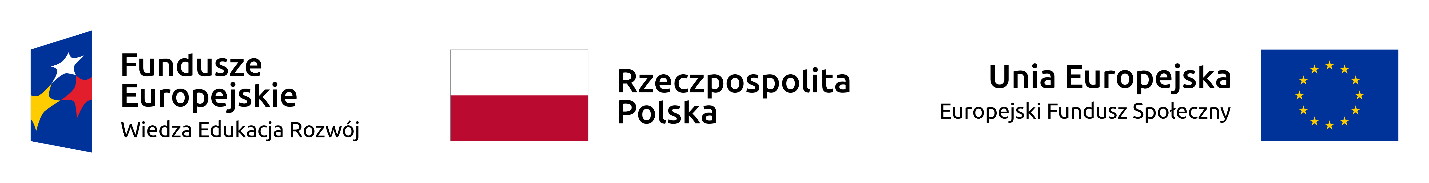 Fundusze
Europejskie
Wiedza Edukacja Rozwój
Rzeczpospolita
Polska
Unia Europejska
Europejski Fundusz Społeczny